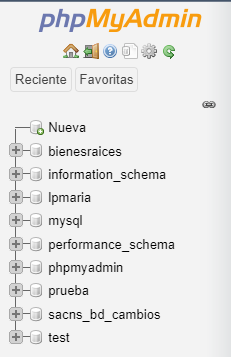 phpMyAdmin
Reciente Favoritas
Nueva
bienesraices
information_schema
lpmaria
mysql
performance_schema
phpmyadmin
prueba
sacns_bd_cambios
test